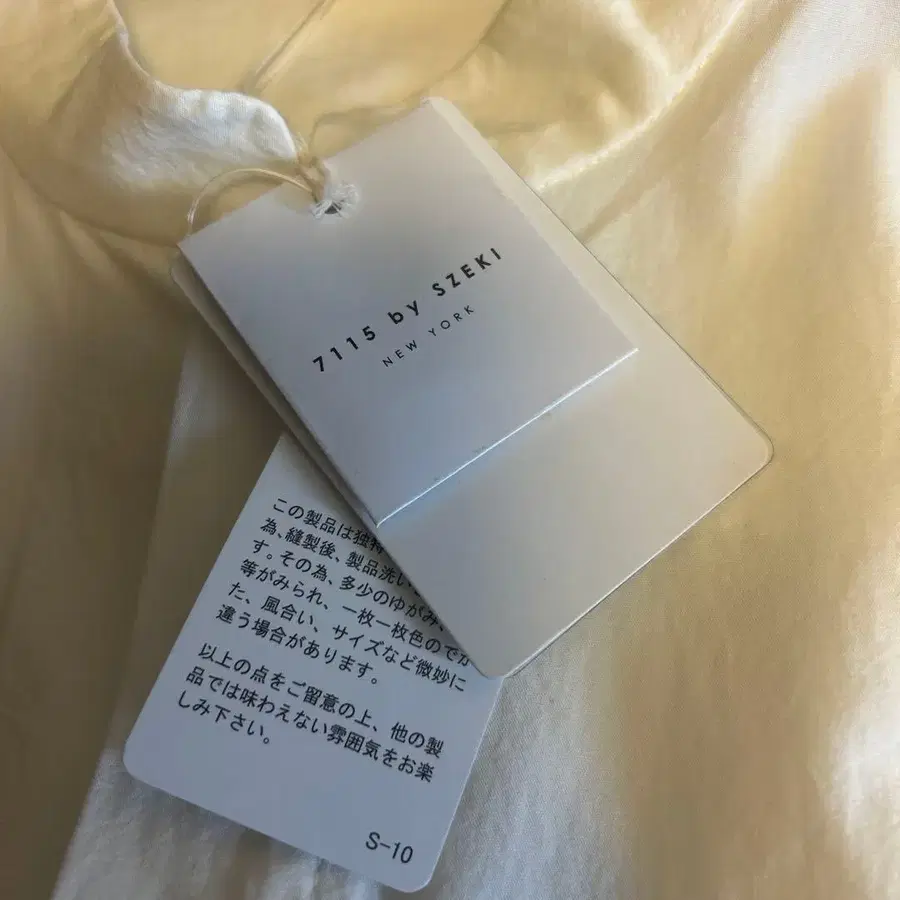 7115 by SZEKI
NEW YORK
この製品は独特
為、縫製後、製品洗い
す。その為、多少のゆがみ、
等がみられ、一枚一枚色のでか
た、風合い、サイズなど微妙に
違う場合があります。
以上の点をご留意の上、他の製
品では味わえない雰囲気をお楽
しみ下さい。
S-10